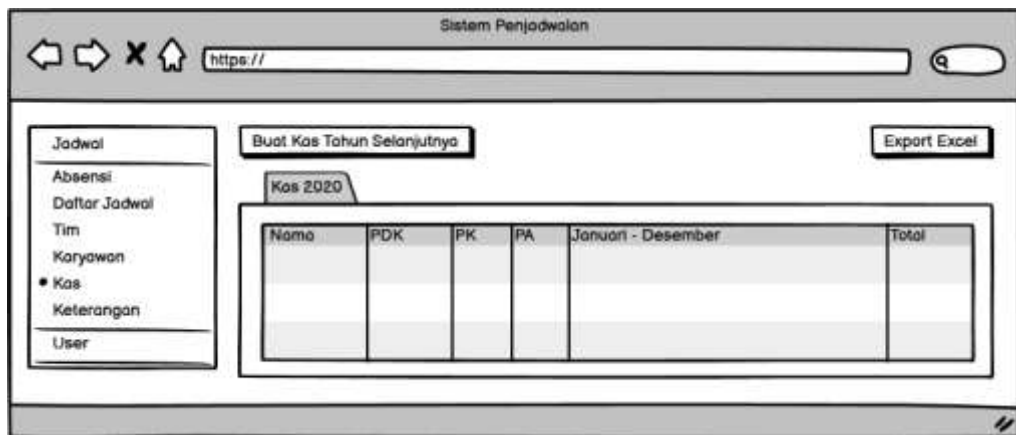 Sistem Penjadwalan
https://
Jadwal
Absensi
Daftar Jadwal
Tim
Karyawan
Kas
Keterangan
User
Buat Kas Tahun Selanjutnya
Export Excel
Kas 2020
Nama PDK PK PA Januari - Desember Total